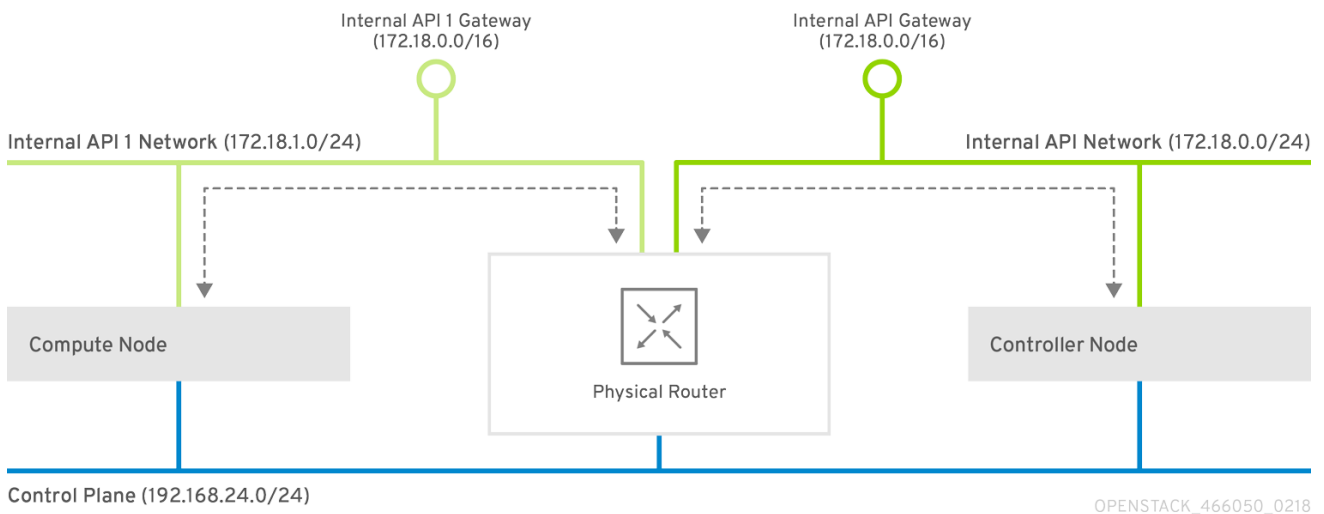 Internal API 1 Gateway
(172.18.0.0/16)
Internal API Gateway
(172.18.0.0/16)
Internal API 1 Network (172.18.1.0/24)
Internal API Network (172.18.0.0/24)
Compute Node
Controller Node
Physical Router
Control Plane (192.168.24.0/24)
OPENSTACK_466050_0218